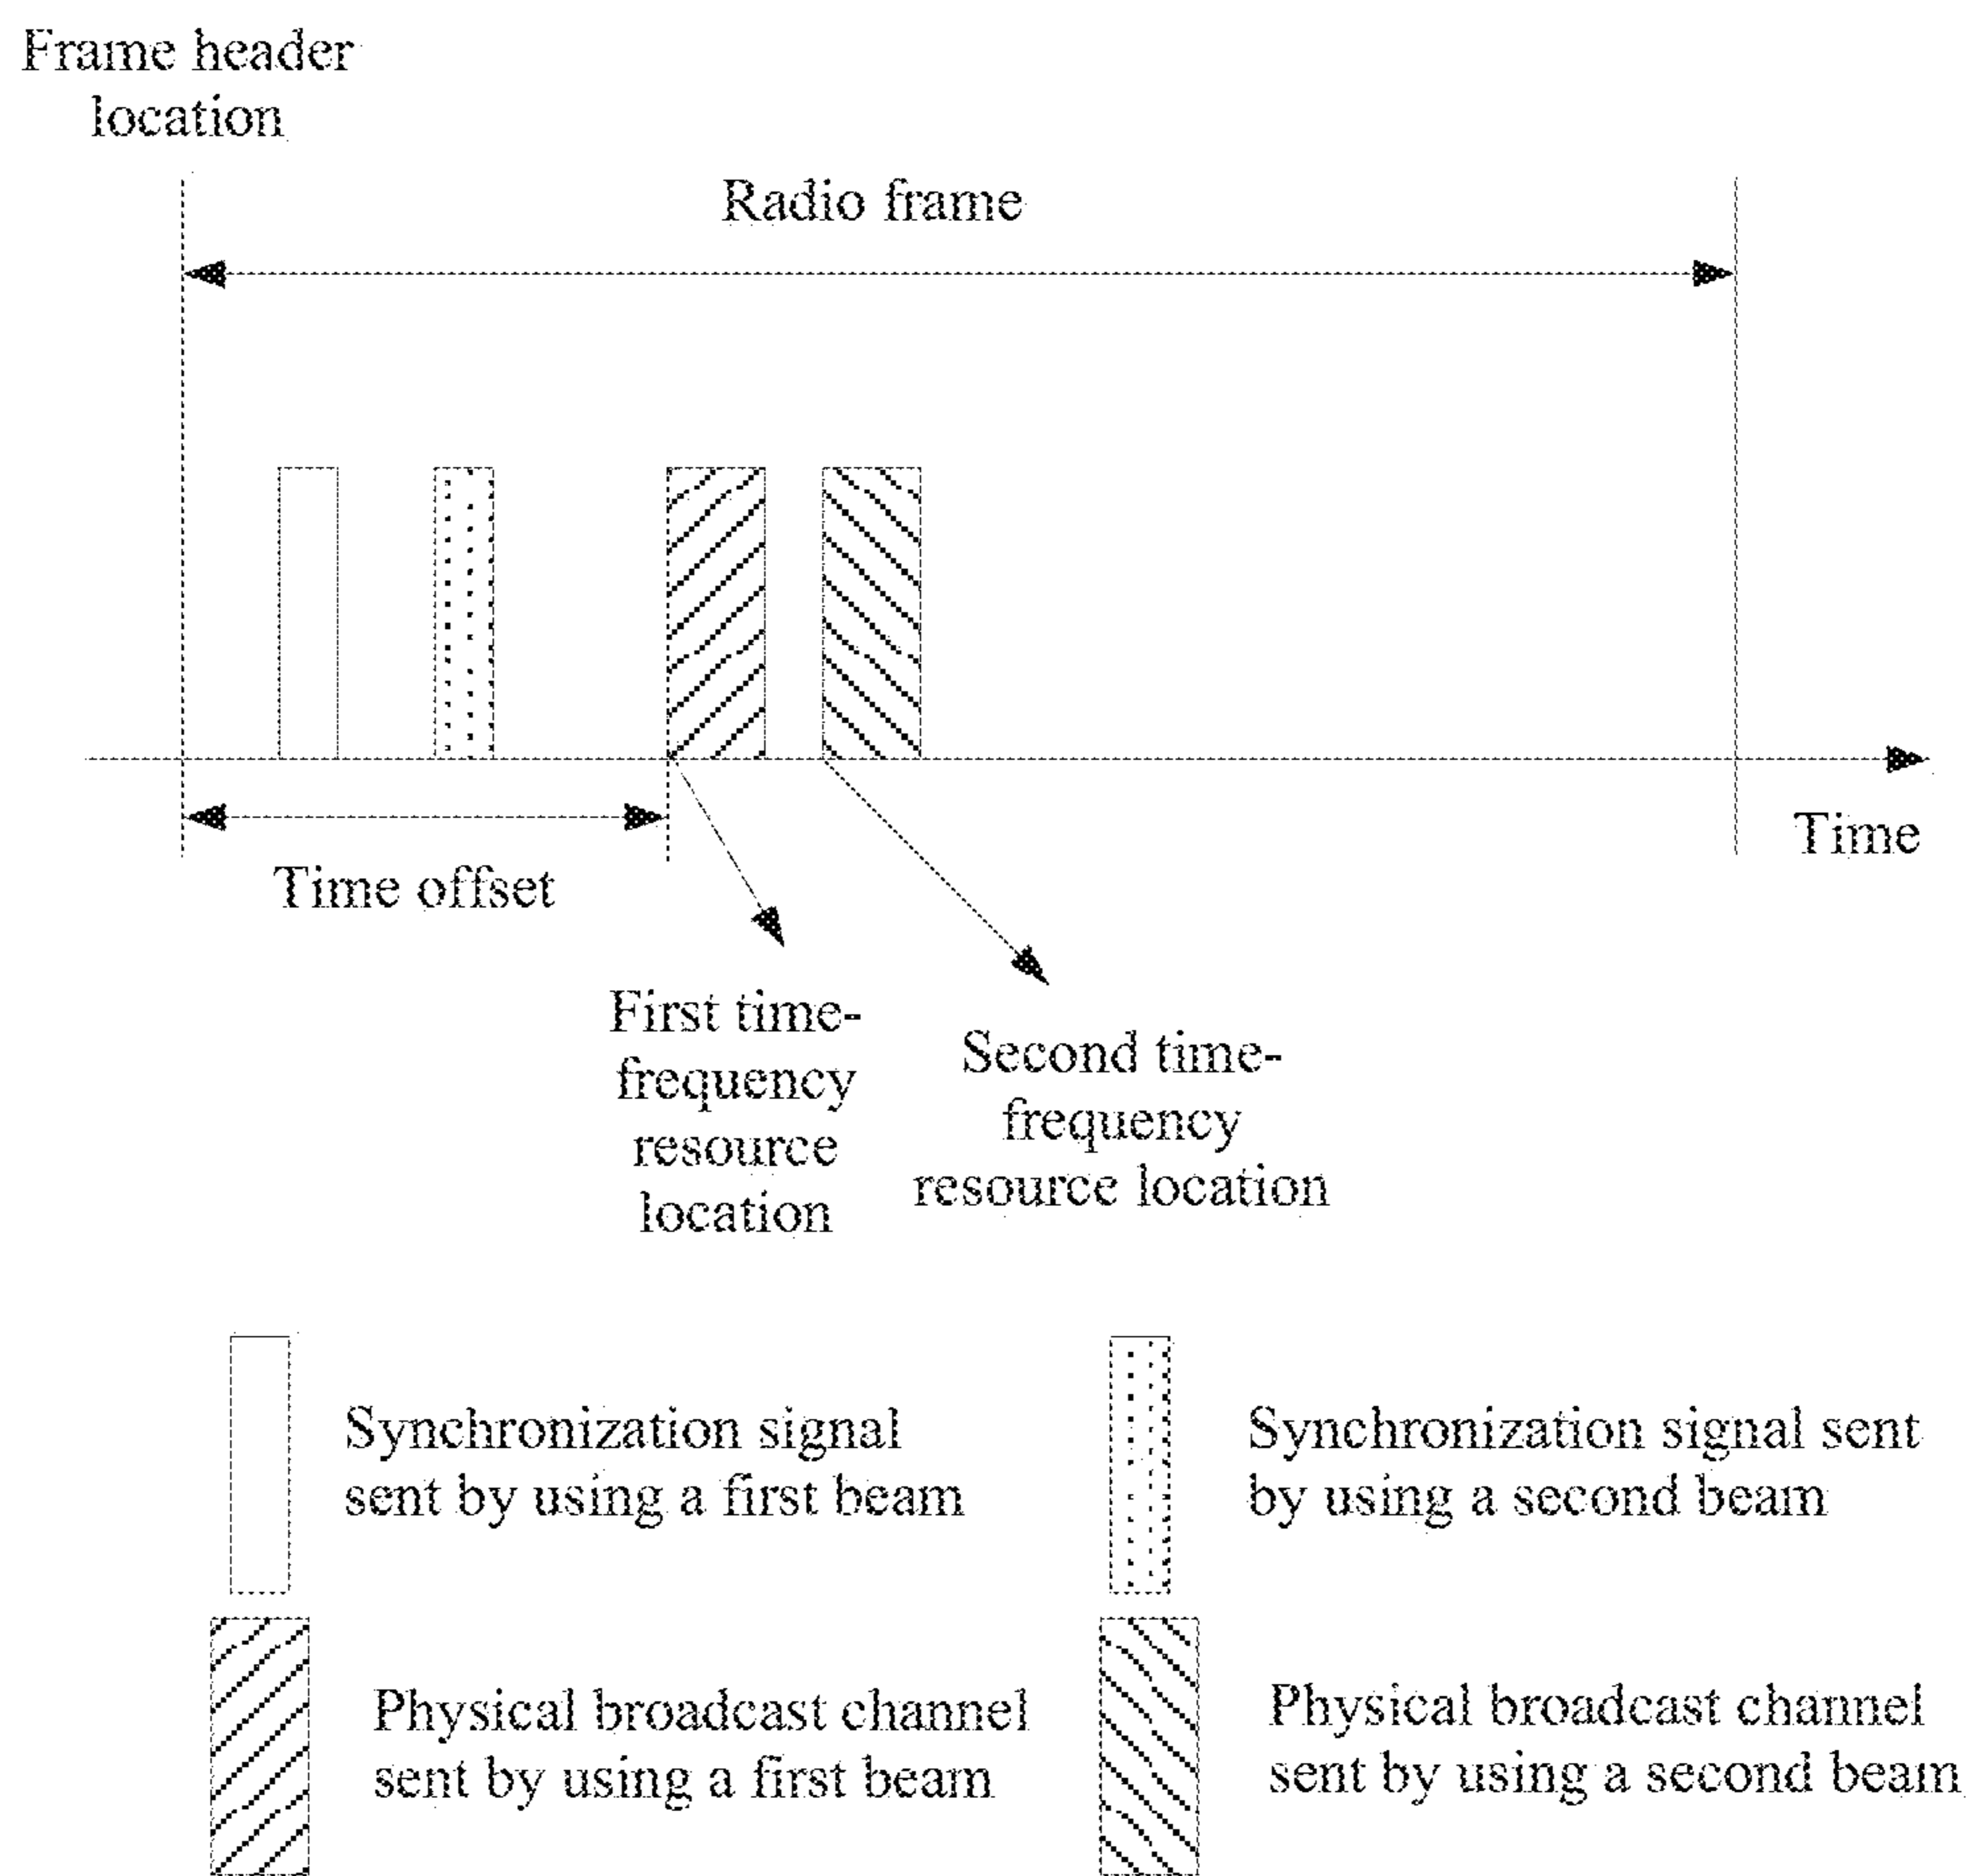 Frame header
location
Radio frame
Time
Time offset
First time-
frequency
resource
location
Second time-
frequency
resource location
Synchronization signal
sent by using a first beam
Synchronization signal sent
by using a second beam
Physical broadcast channel
sent by using a first beam
Physical broadcast channel
sent by using a second beam